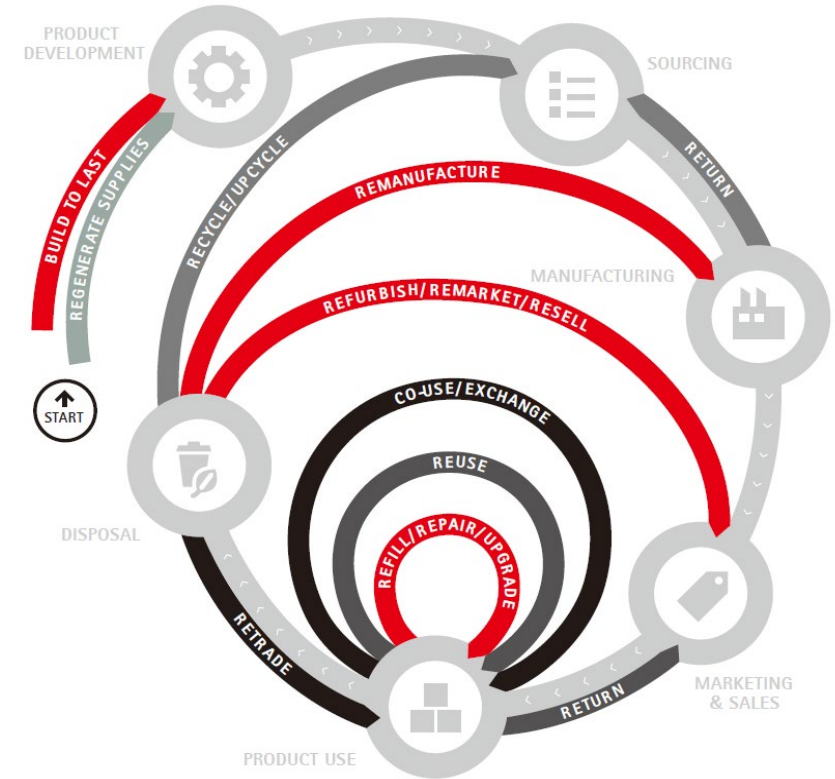 PRODUCT
DEVELOPMENT
SOURCING
BUILD TO LAST
REGENERATE SUPPLIES
RECYCLE/UPCYCLE
RETURN
REMANUFACTURE
MANUFACTURING
REFURBISH/REMARKET/RESELL
START
CO-USE/EXCHANGE
REUSE
REFILL/REPAIR/UPGRADE
DISPOSAL
RETRADE
RETURN
MARKETING
& SALES
PRODUCT USE